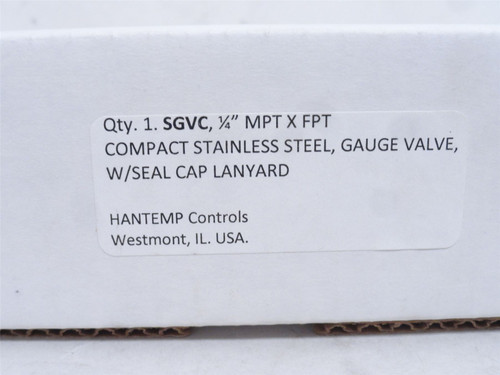 Qty. 1. SGVC, ¼” MPT X FPT
COMPACT STAINLESS STEEL, GAUGE VALVE,
W/SEAL CAP LANYARD
HANTEMP Controls
Westmont, IL. USA.